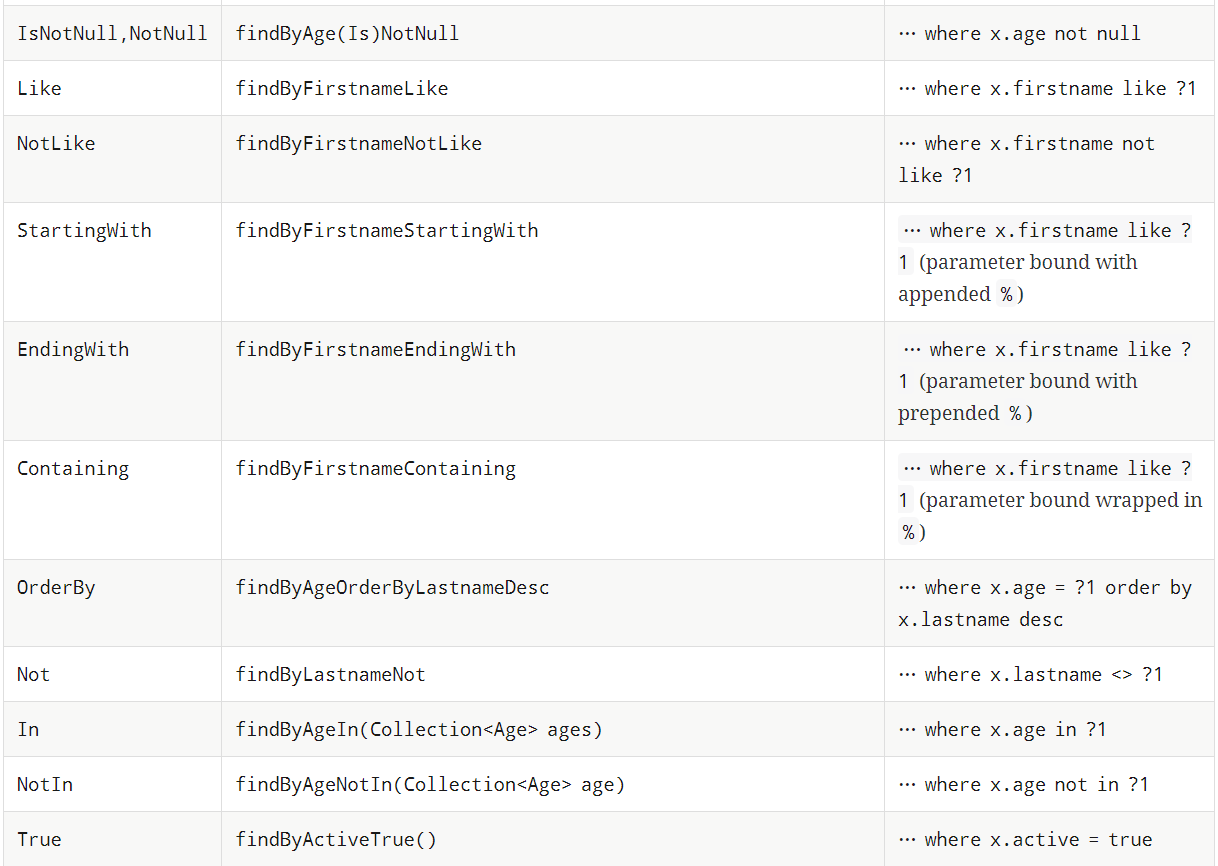 IsNotNull,NotNull findByAge(Is)NotNull … where x.age not null
Like findByFirstnameLike … where x.firstname like ?1
NotLike findByFirstnameNotLike … where x.firstname not
like ?1
StartingWith findByFirstnameStartingWith … where x.firstname like ?
1 (parameter bound with
appended %)
EndingWith findByFirstnameEndingWith … where x.firstname like ?
1 (parameter bound with
prepended %)
Containing findByFirstnameContaining … where x.firstname like ?
1 (parameter bound wrapped in
%)
OrderBy findByAgeOrderByLastnameDesc … where x.age = ?1 order by
x.lastname desc
Not findByLastnameNot … where x.lastname <> ?1
In findByAgeIn(Collection<Age> ages) … where x.age in ?1
NotIn findByAgeNotIn(Collection<Age> age) … where x.age not in ?1
True findByActiveTrue() … where x.active = true